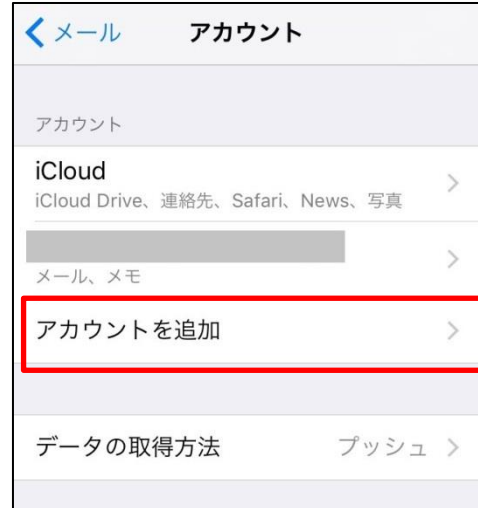 メール アカウント
アカウント
iCloud
iCloud Drive、連絡先、Safari、News、写真
メール、メモ
アカウントを追加
データの取得方法 プッシュ